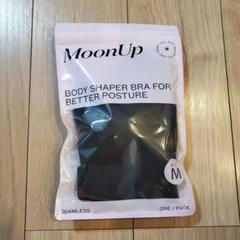 MoonUp
BODY SHAPER BRA FOR
BETTER POSTURE
M
SEAMLESS
ONE / PACK